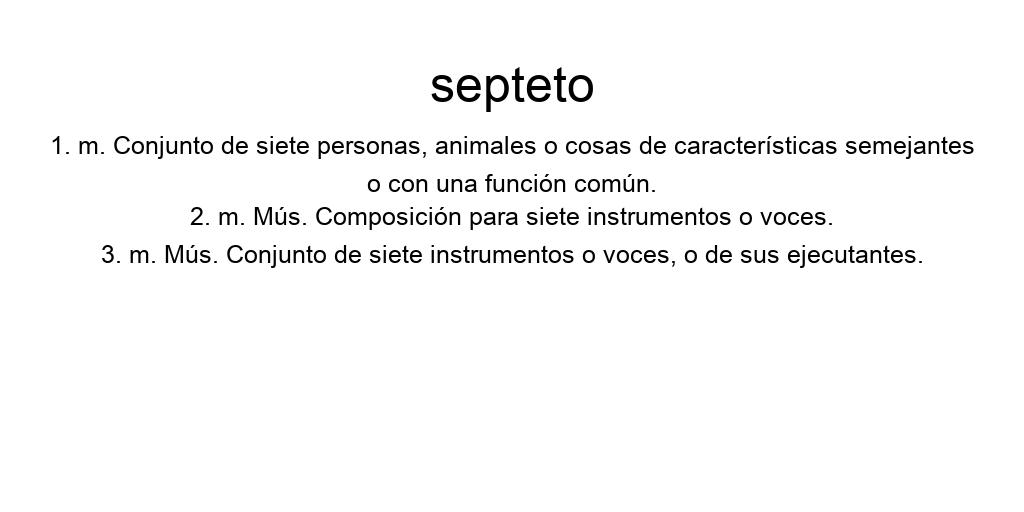 septeto
1. m. Conjunto de siete personas, animales o cosas de características semejantes
o con una función común.
2. m. Mús. Composición para siete instrumentos o voces.
3. m. Mús. Conjunto de siete instrumentos o voces, o de sus ejecutantes.